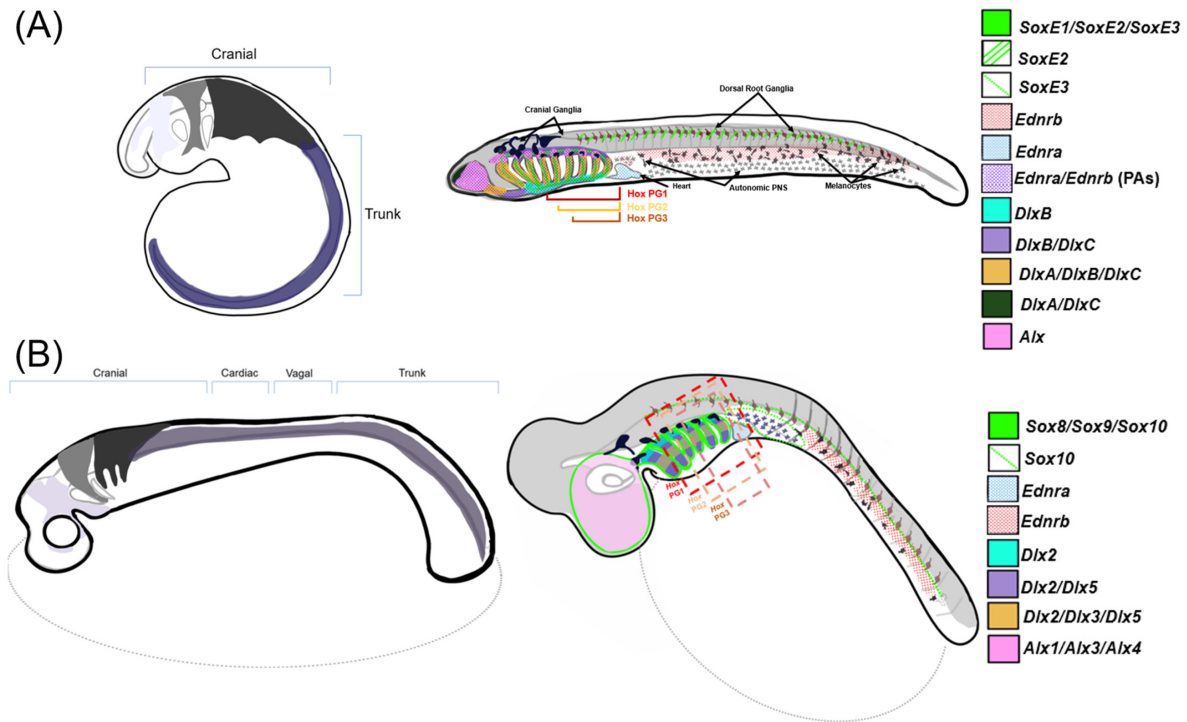 (A)
Cranial
Trunk
Cranial Ganglia
Dorsal Root Ganglia
Heart
Autonomic PNS
Melanocytes
Hox PG1
Hox PG2
Hox PG3
SoxE1/SoxE2/SoxE3
SoxE2
SoxE3
Ednrb
Ednra
Ednra/Ednrb (PAs)
DlxB
DlxB/DlxC
DlxA/DlxB/DlxC
DlxA/DlxC
Alx
(B)
Cranial
Cardiac
Vagal
Trunk
Hox
PG1
Hox
PG2
Hox
PG3
Sox8/Sox9/Sox10
Sox10
Ednra
Ednrb
Dlx2
Dlx2/Dlx5
Dlx2/Dlx3/Dlx5
Alx1/Alx3/Alx4